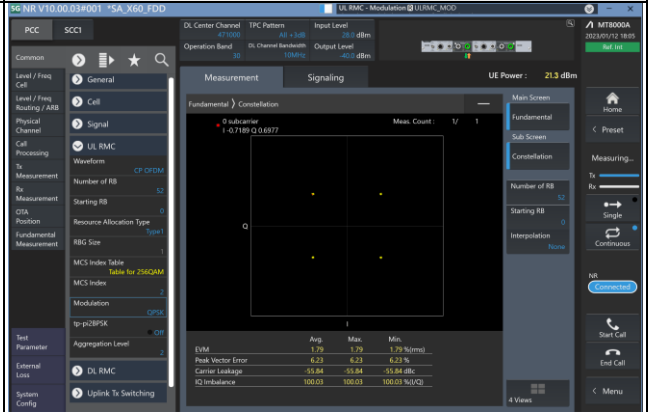 5G NR V10.00.03#001 *SA_X60_FDD
UL RMC - Modulation @ ULRMC_MOD
PCC
SCC1
DL Center Channel
471000
TPC Pattern
All +3dB
Input Level
28.0 dBm
Operation Band
30
DL Channel Bandwidth
10MHz
Output Level
-40.0 dBm
MT8000A
2023/01/12 18:05
Ref. Int
Common
Level / Freq
Cell
Level / Freq
Routing / ARB
Physical
Channel
Call
Processing
Tx
Measurement
Rx
Measurement
OTA
Position
Fundamental
Measurement
Test
Parameter
External
Loss
System
Config
General
Cell
Signal
UL RMC
Waveform
CP OFDM
Number of RB
52
Starting RB
0
Resource Allocation Type
Type1
RBG Size
1
MCS Index Table
Table for 256QAM
MCS Index
2
Modulation
QPSK
tp-pi2BPSK
Off
Aggregation Level
2
DL RMC
Uplink Tx Switching
Measurement
Signaling
UE Power : 21.3 dBm
Fundamental Constellation
0 subcarrier
I -0.7189 Q 0.6977
Meas. Count : 1/ 1
Q
I
Avg. Max. Min.
EVM 1.79 1.79 1.79 %(rms)
Peak Vector Error 6.23 6.23 6.23 %
Carrier Leakage -55.84 -55.84 -55.84 dBc
IQ Imbalance 100.03 100.03 100.03 %(I/Q)
Main Screen
Fundamental
Sub Screen
Constellation
Number of RB
52
Starting RB
0
Interpolation
None
4 Views
Home
Preset
Measuring...
Tx
Rx
Single
Continuous
NR
Connected
Start Call
End Call
Menu